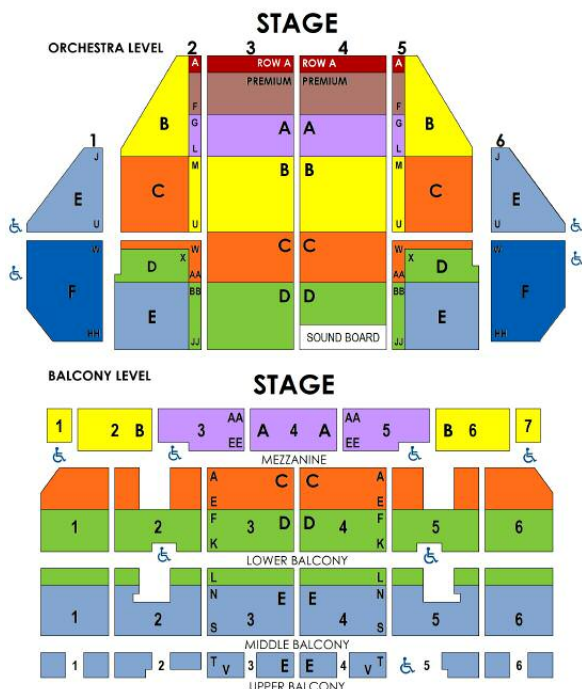 STAGE
ORCHESTRA LEVEL
2 3 4 5
A ROW A ROW A A
PREMIUM PREMIUM
F F
B B
G A A G
L L
1 6
J M B B M J
C C
E E
U U U U
W W C C W W
X X
D AA AA D
F BB D D BB F
E E
HH JJ SOUND BOARD JJ HH
BALCONY LEVEL
STAGE
1 2 B 3 AA A 4 A AA 5 B 6 7
EE EE
MEZZANINE
A C C A
E E
1 2 F 3 D D 4 F 5 6
K K
LOWER BALCONY
L L
1 2 N 3 E E 4 N 5 6
S S
MIDDLE BALCONY
1 2 T V 3 E E 4 V T 5 6
UPPER BALCONY